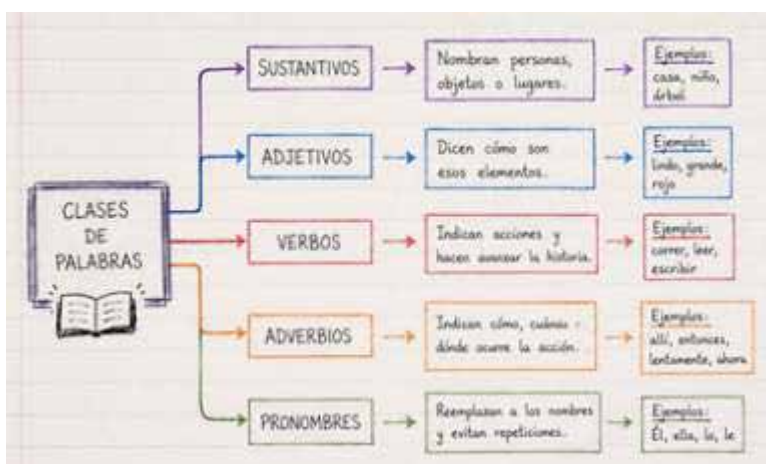 CLASES
DE
PALABRAS
SUSTANTIVOS
Nombran personas,
objetos o lugares.
Ejemplos:
casa, niño,
árbol
ADJETIVOS
Dicen cómo son
esos elementos.
Ejemplos:
lindo, grande,
rojo
VERBOS
Indican acciones y
hacen avanzar la historia.
Ejemplos:
correr, leer,
escribir
ADVERBIOS
Indican cómo, cuándo
dónde ocurre la acción.
Ejemplos:
allí, entonces,
lentamente, ahora
PRONOMBRES
Reemplazan a los nombres
y evitan repeticiones.
Ejemplos:
Él, ella, lo, le